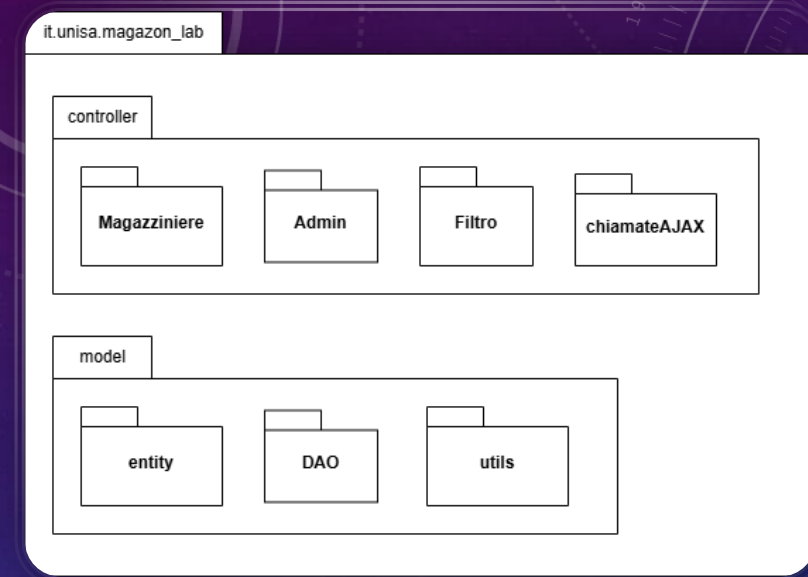 it.unisa.magazon_lab
controller
Magazziniere
Admin
Filtro
chiamateAJAX
model
entity
DAO
utils